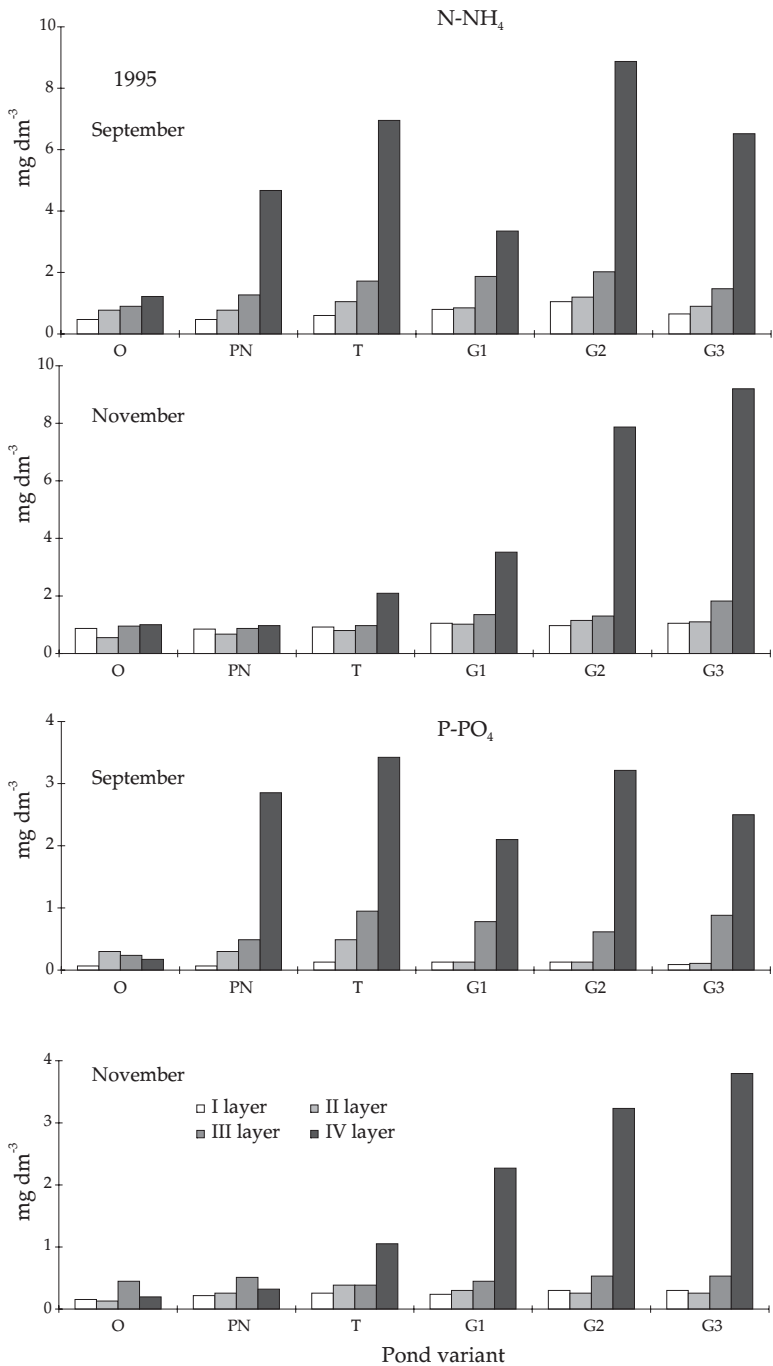 N-NH₄
10
8
6
4
2
0
mg dm⁻³
1995
September
O PN T G1 G2 G3
10
8
6
4
2
0
mg dm⁻³
November
O PN T G1 G2 G3
P-PO₄
4
3
2
1
0
mg dm⁻³
September
O PN T G1 G2 G3
4
3
2
1
0
mg dm⁻³
November
I layer II layer
III layer IV layer
O PN T G1 G2 G3
Pond variant